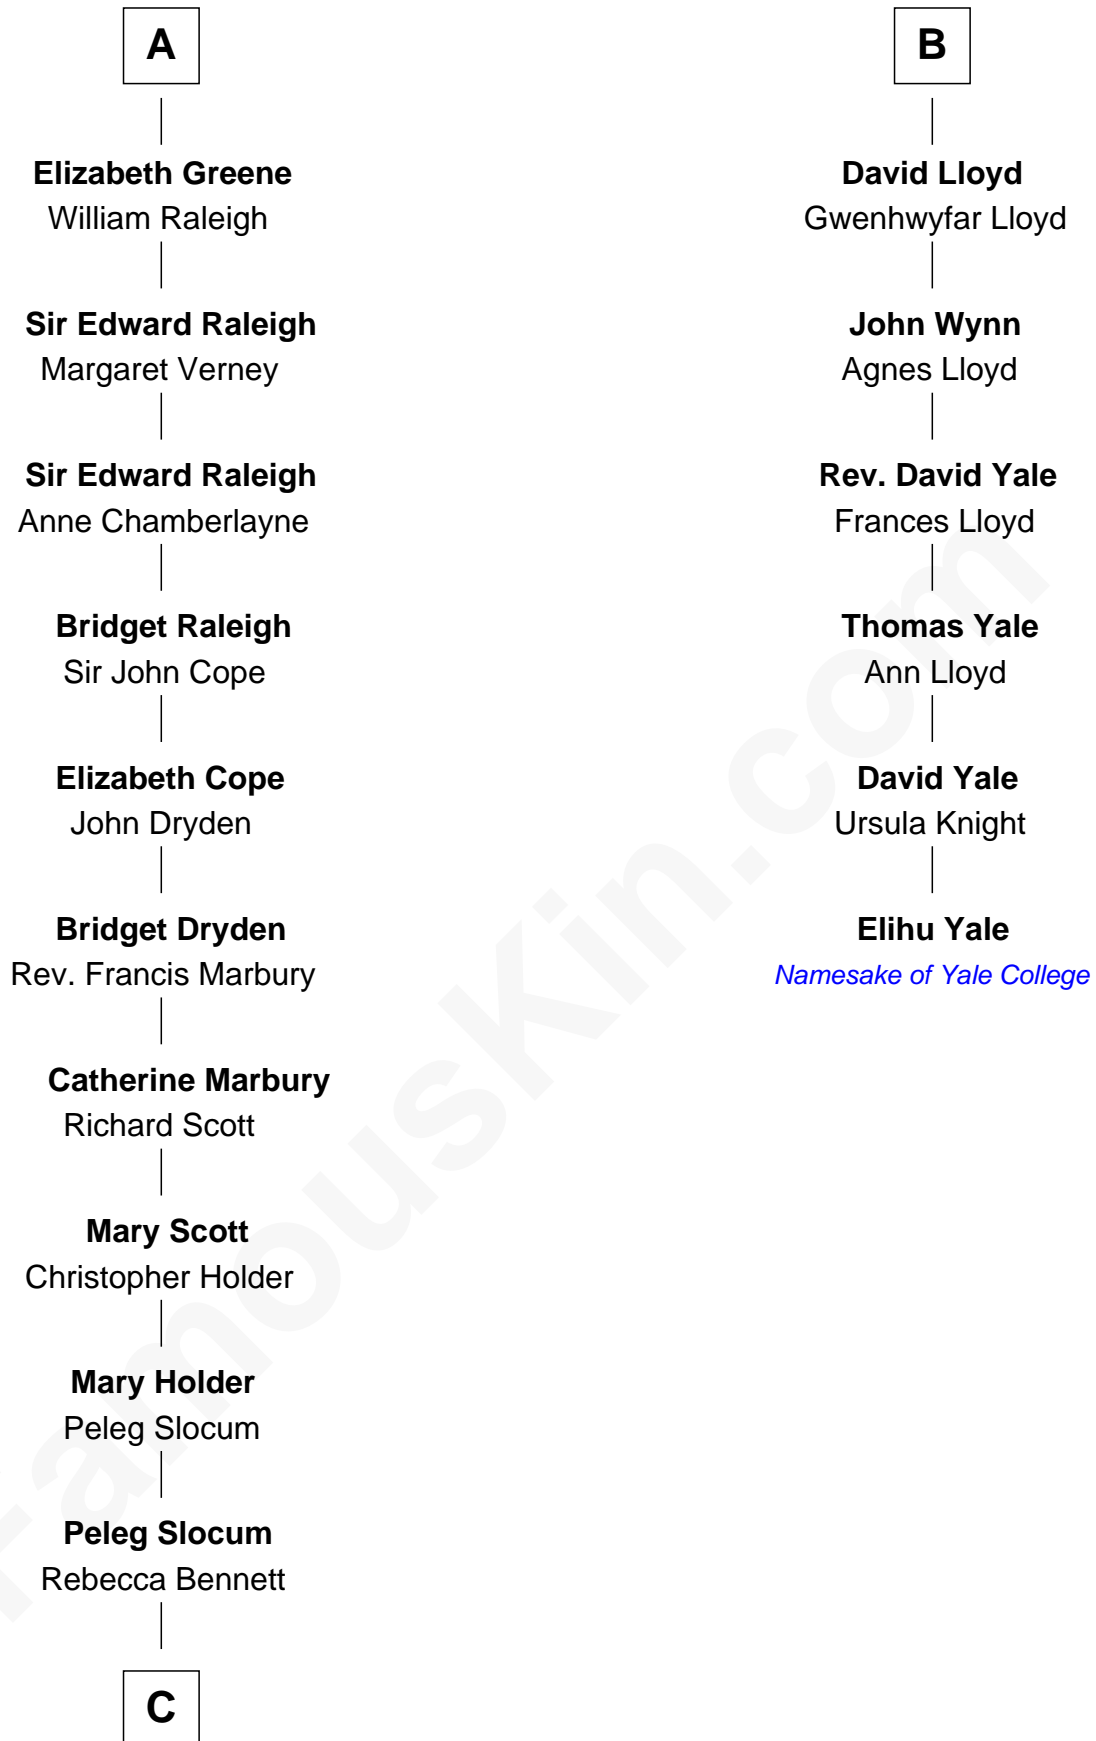 A
Elizabeth Greene
William Raleigh
Sir Edward Raleigh
Margaret Verney
Sir Edward Raleigh
Anne Chamberlayne
Bridget Raleigh
Sir John Cope
Elizabeth Cope
John Dryden
Bridget Dryden
Rev. Francis Marbury
Catherine Marbury
Richard Scott
Mary Scott
Christopher Holder
Mary Holder
Peleg Slocum
Peleg Slocum
Rebecca Bennett
C
B
David Lloyd
Gwenhwyfar Lloyd
John Wynn
Agnes Lloyd
Rev. David Yale
Frances Lloyd
Thomas Yale
Ann Lloyd
David Yale
Ursula Knight
Elihu Yale
Namesake of Yale College
FamousKin.com